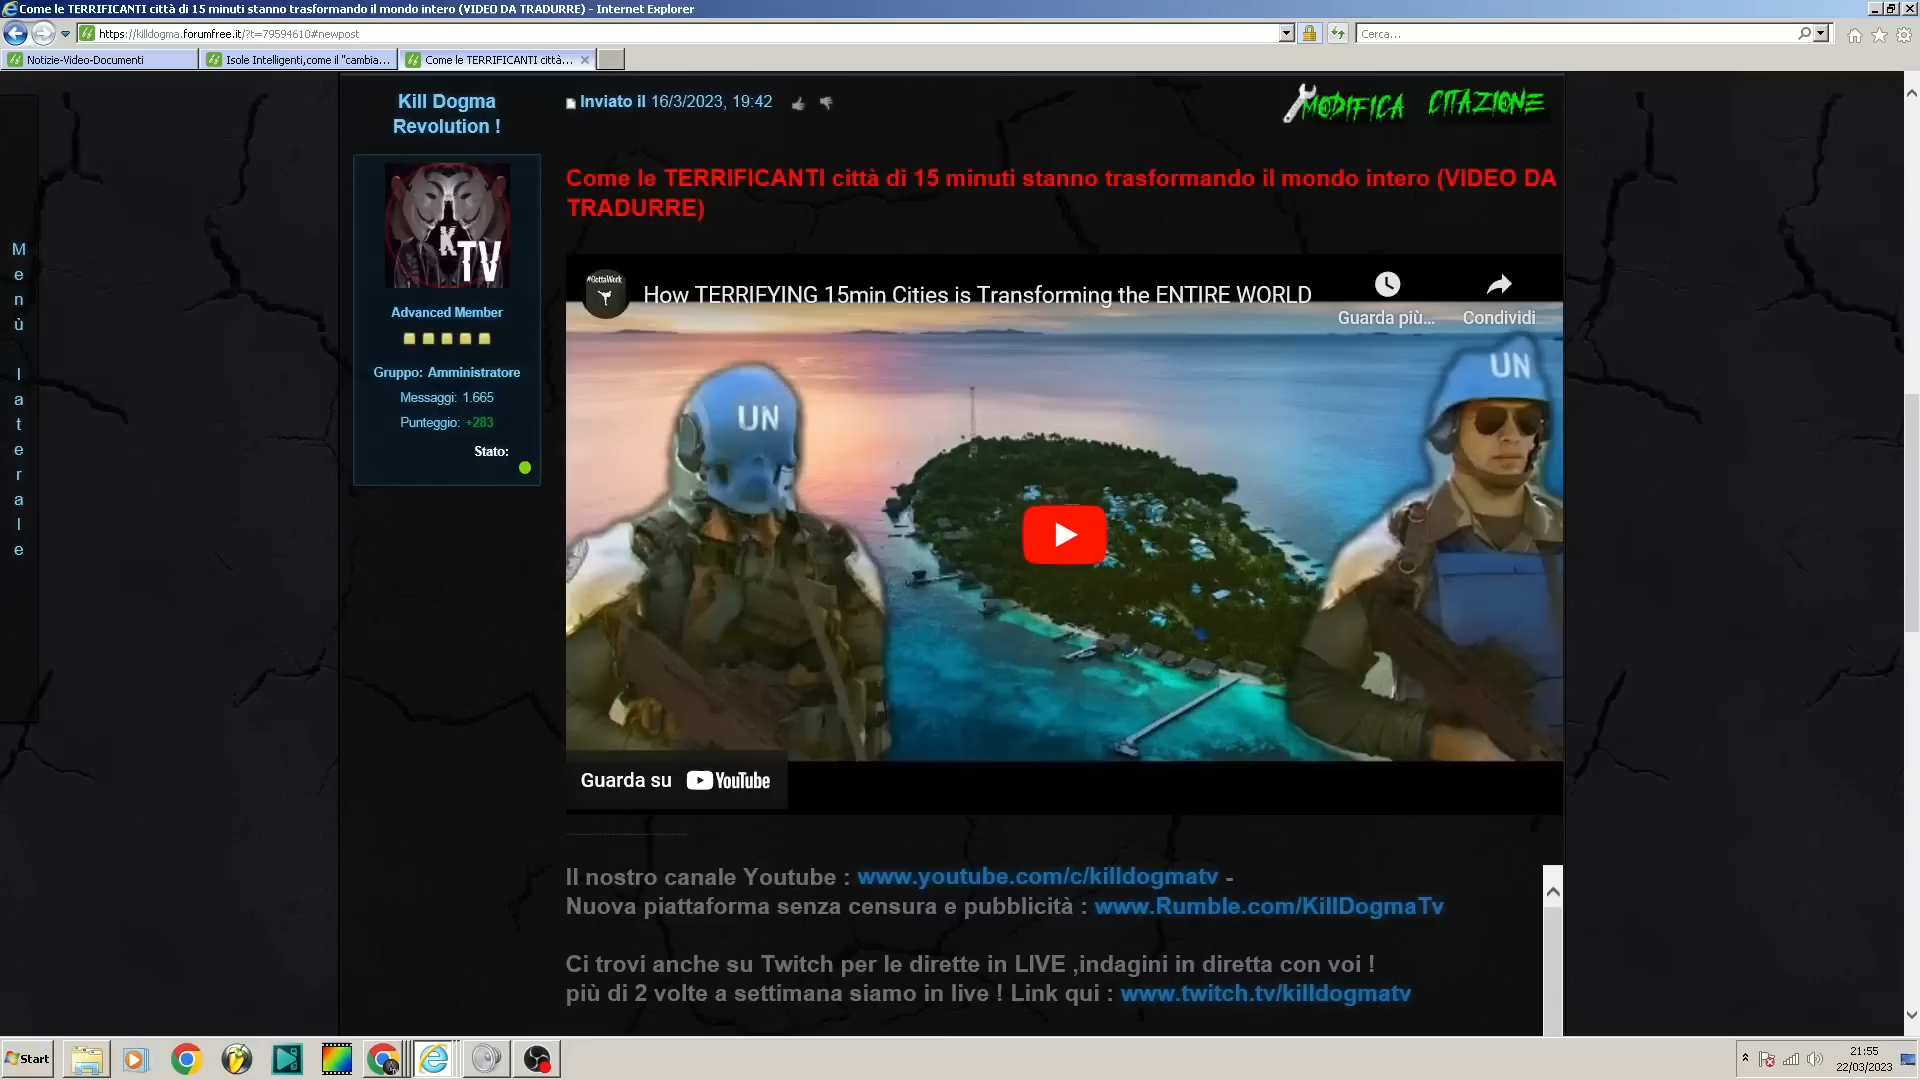 Come le TERRIFICANTI città di 15 minuti stanno trasformando il mondo intero (VIDEO DA TRADURRE) - Internet Explorer
https://killdogma.forumfree.it/?t=79594610#newpost
Cerca...
Notizie-Video-Documenti
Isole Intelligenti,come il "cambia...
Come le TERRIFICANTI città...
Menù laterale
Kill Dogma
Revolution !
KTV
Advanced Member
Gruppo: Amministratore
Messaggi: 1.665
Punteggio: +283
Stato:
Inviato il 16/3/2023, 19:42
MODIFICA
CITAZIONE
Come le TERRIFICANTI città di 15 minuti stanno trasformando il mondo intero (VIDEO DA
TRADURRE)
#GottaWork
How TERRIFYING 15min Cities is Transforming the ENTIRE WORLD
Guarda più...
Condividi
UN
UN
Guarda su YouTube
Il nostro canale Youtube : www.youtube.com/c/killdogmatv -
Nuova piattaforma senza censura e pubblicità : www.Rumble.com/KillDogmaTv
Ci trovi anche su Twitch per le dirette in LIVE ,indagini in diretta con voi !
più di 2 volte a settimana siamo in live ! Link qui : www.twitch.tv/killdogmatv
Start
21:55
22/03/2023